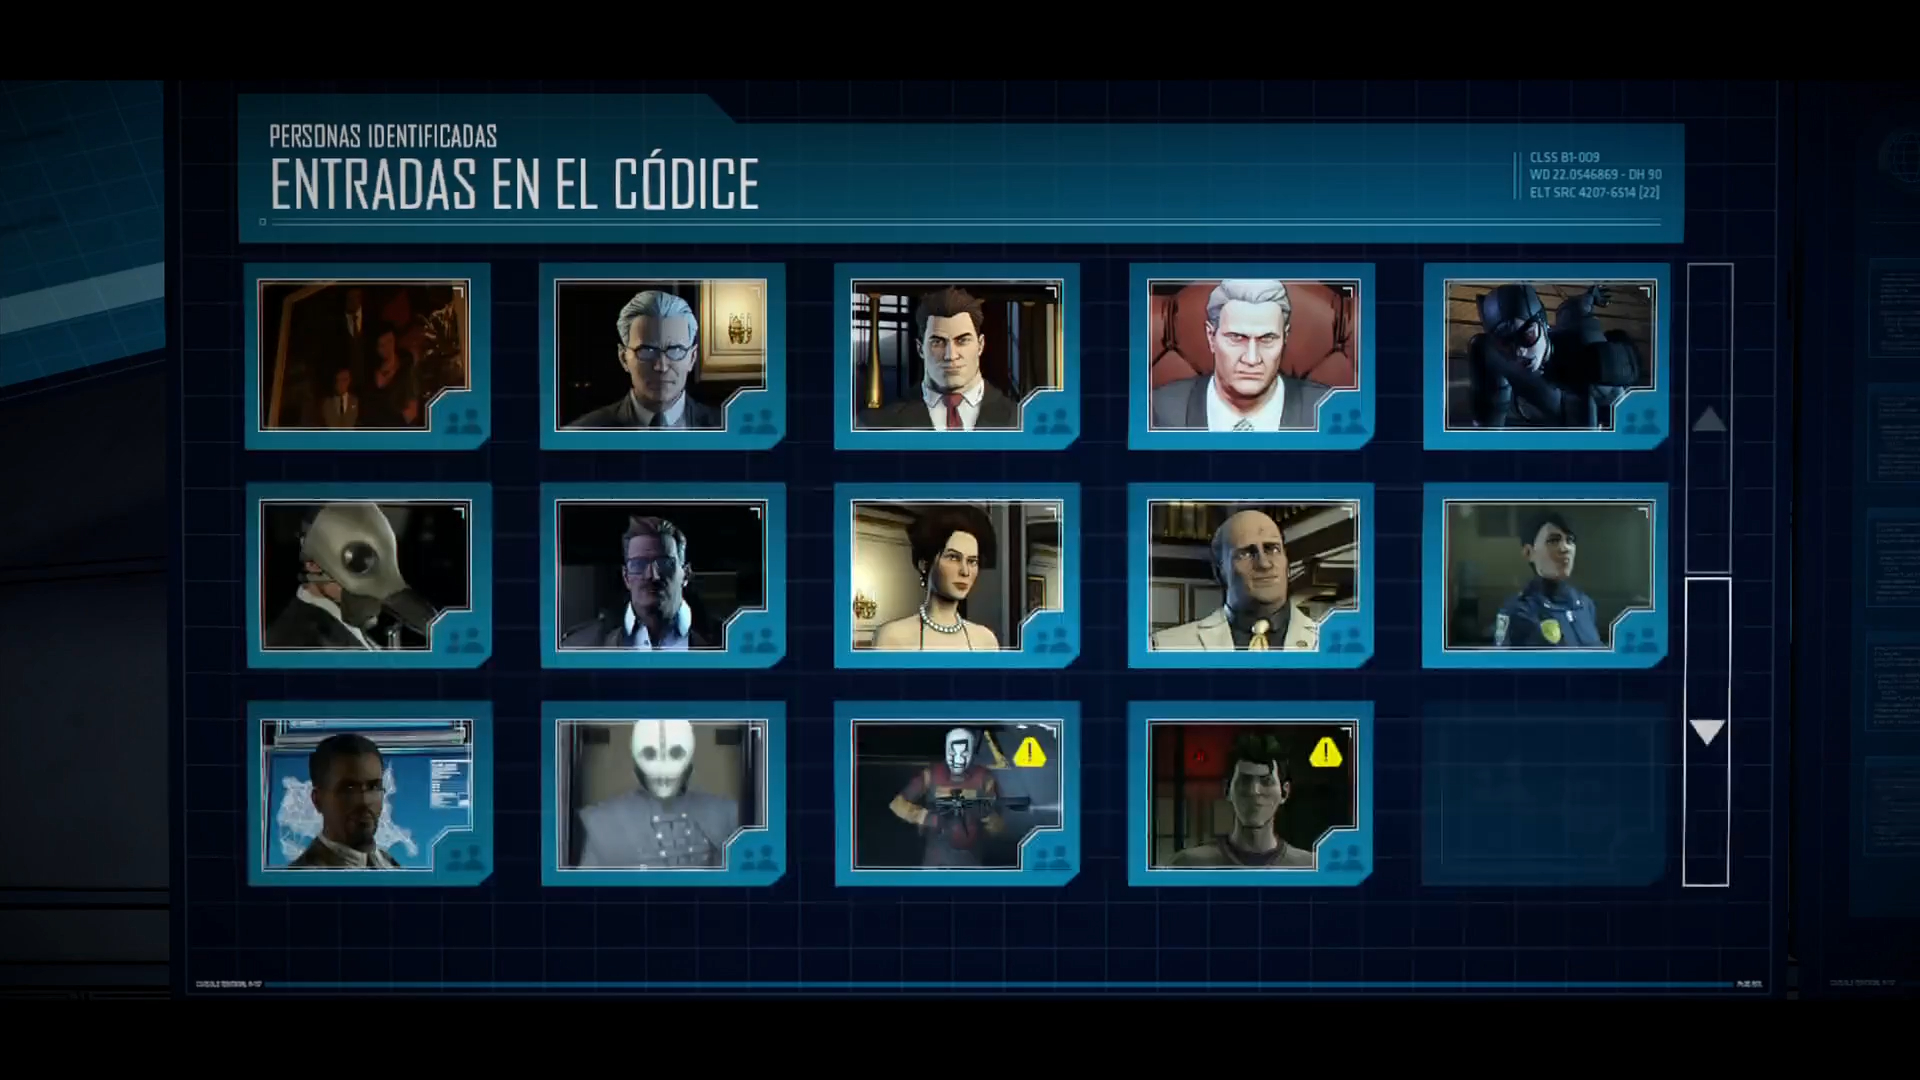 PERSONAS IDENTIFICADAS
ENTRADAS EN EL CÓDICE
CLSS B1-009
WD 22.0546869 - DH 90
ELT SRC 4207-6514 [22]